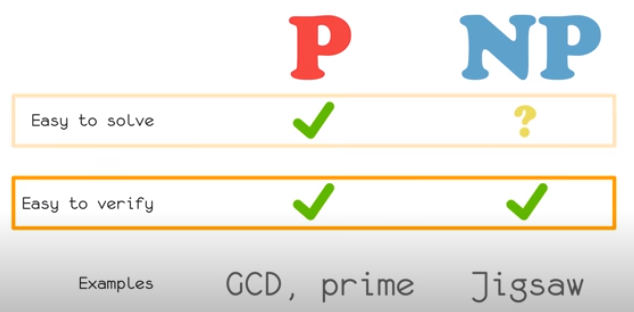 P NP
Easy to solve ?
Easy to verify
Examples GCD, prime Jigsaw